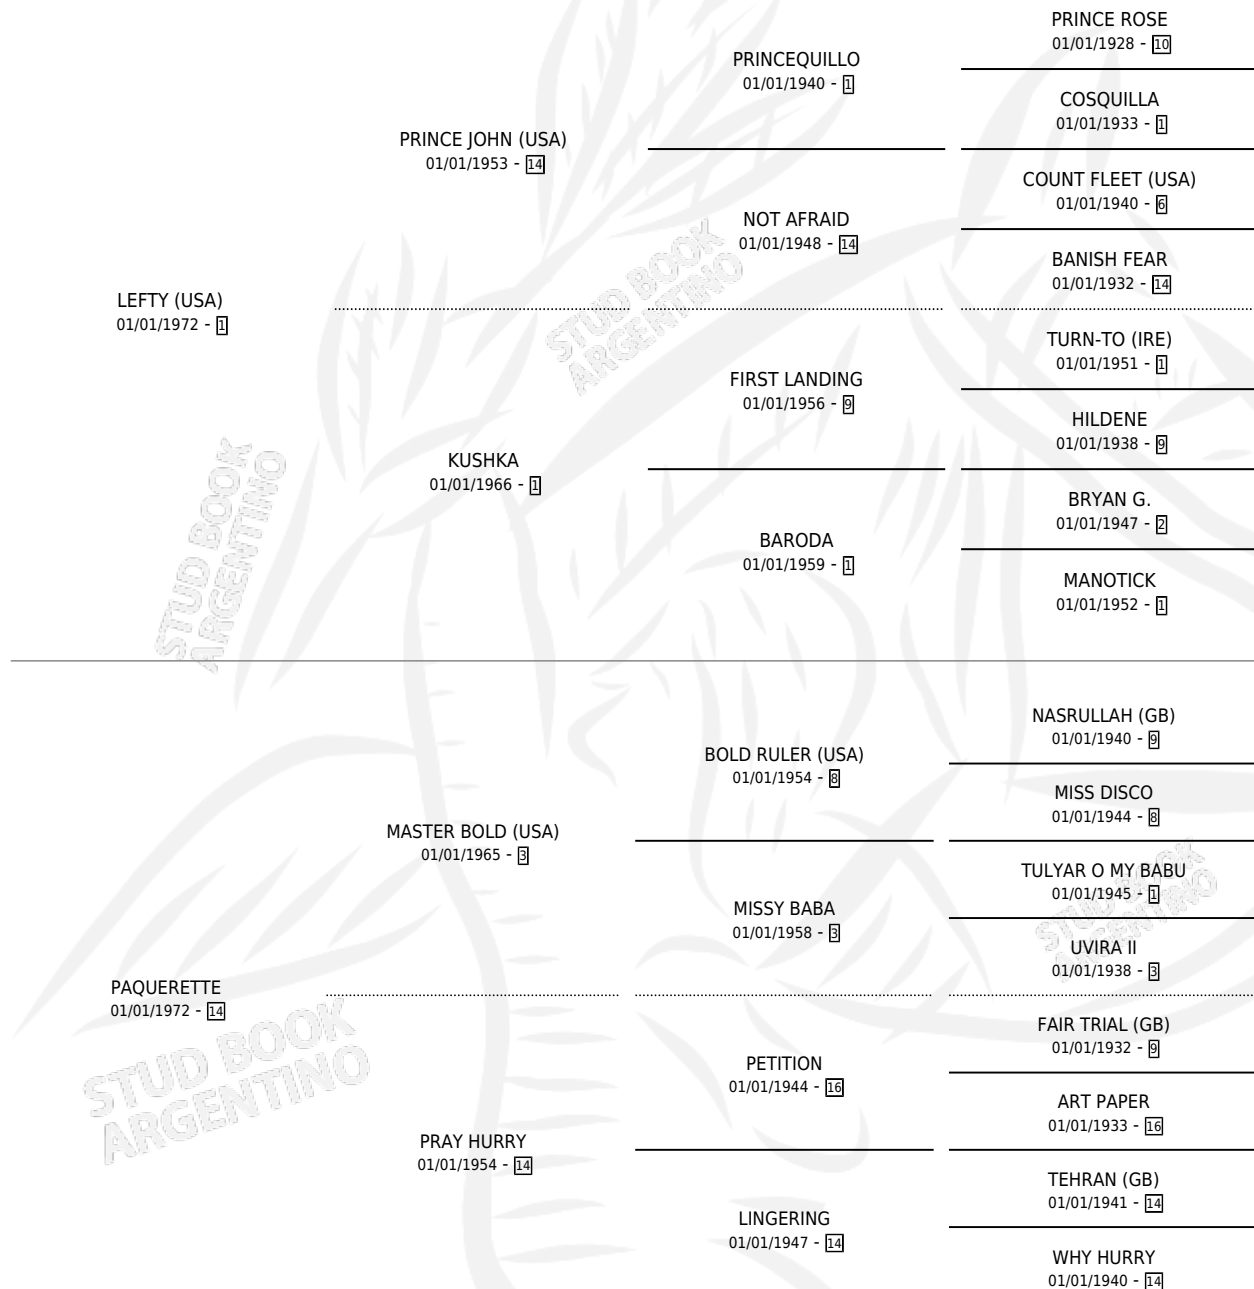 PRINCE ROSE
01/01/1928 - 10
PRINCEQUILLO
01/01/1940 - 1
COSQUILLA
01/01/1933 - 1
PRINCE JOHN (USA)
01/01/1953 - 14
COUNT FLEET (USA)
01/01/1940 - 6
NOT AFRAID
01/01/1948 - 14
BANISH FEAR
01/01/1932 - 14
LEFTY (USA)
01/01/1972 - 1
TURN-TO (IRE)
01/01/1951 - 1
FIRST LANDING
01/01/1956 - 9
HILDENE
01/01/1938 - 9
KUSHKA
01/01/1966 - 1
BRYAN G.
01/01/1947 - 2
BARODA
01/01/1959 - 1
MANOTICK
01/01/1952 - 1
NASRULLAH (GB)
01/01/1940 - 9
BOLD RULER (USA)
01/01/1954 - 8
MISS DISCO
01/01/1944 - 8
MASTER BOLD (USA)
01/01/1965 - 3
TULYAR O MY BABU
01/01/1945 - 1
MISSY BABA
01/01/1958 - 3
UVIRA II
01/01/1938 - 3
PAQUERETTE
01/01/1972 - 14
FAIR TRIAL (GB)
01/01/1932 - 9
PETITION
01/01/1944 - 16
ART PAPER
01/01/1933 - 16
PRAY HURRY
01/01/1954 - 14
TEHRAN (GB)
01/01/1941 - 14
LINGERING
01/01/1947 - 14
WHY HURRY
01/01/1940 - 14
STUD BOOK
ARGENTINO
STUD BOOK
ARGENTINO
STUD BOOK
ARGENTINO
STUD BOOK
ARGENTINO